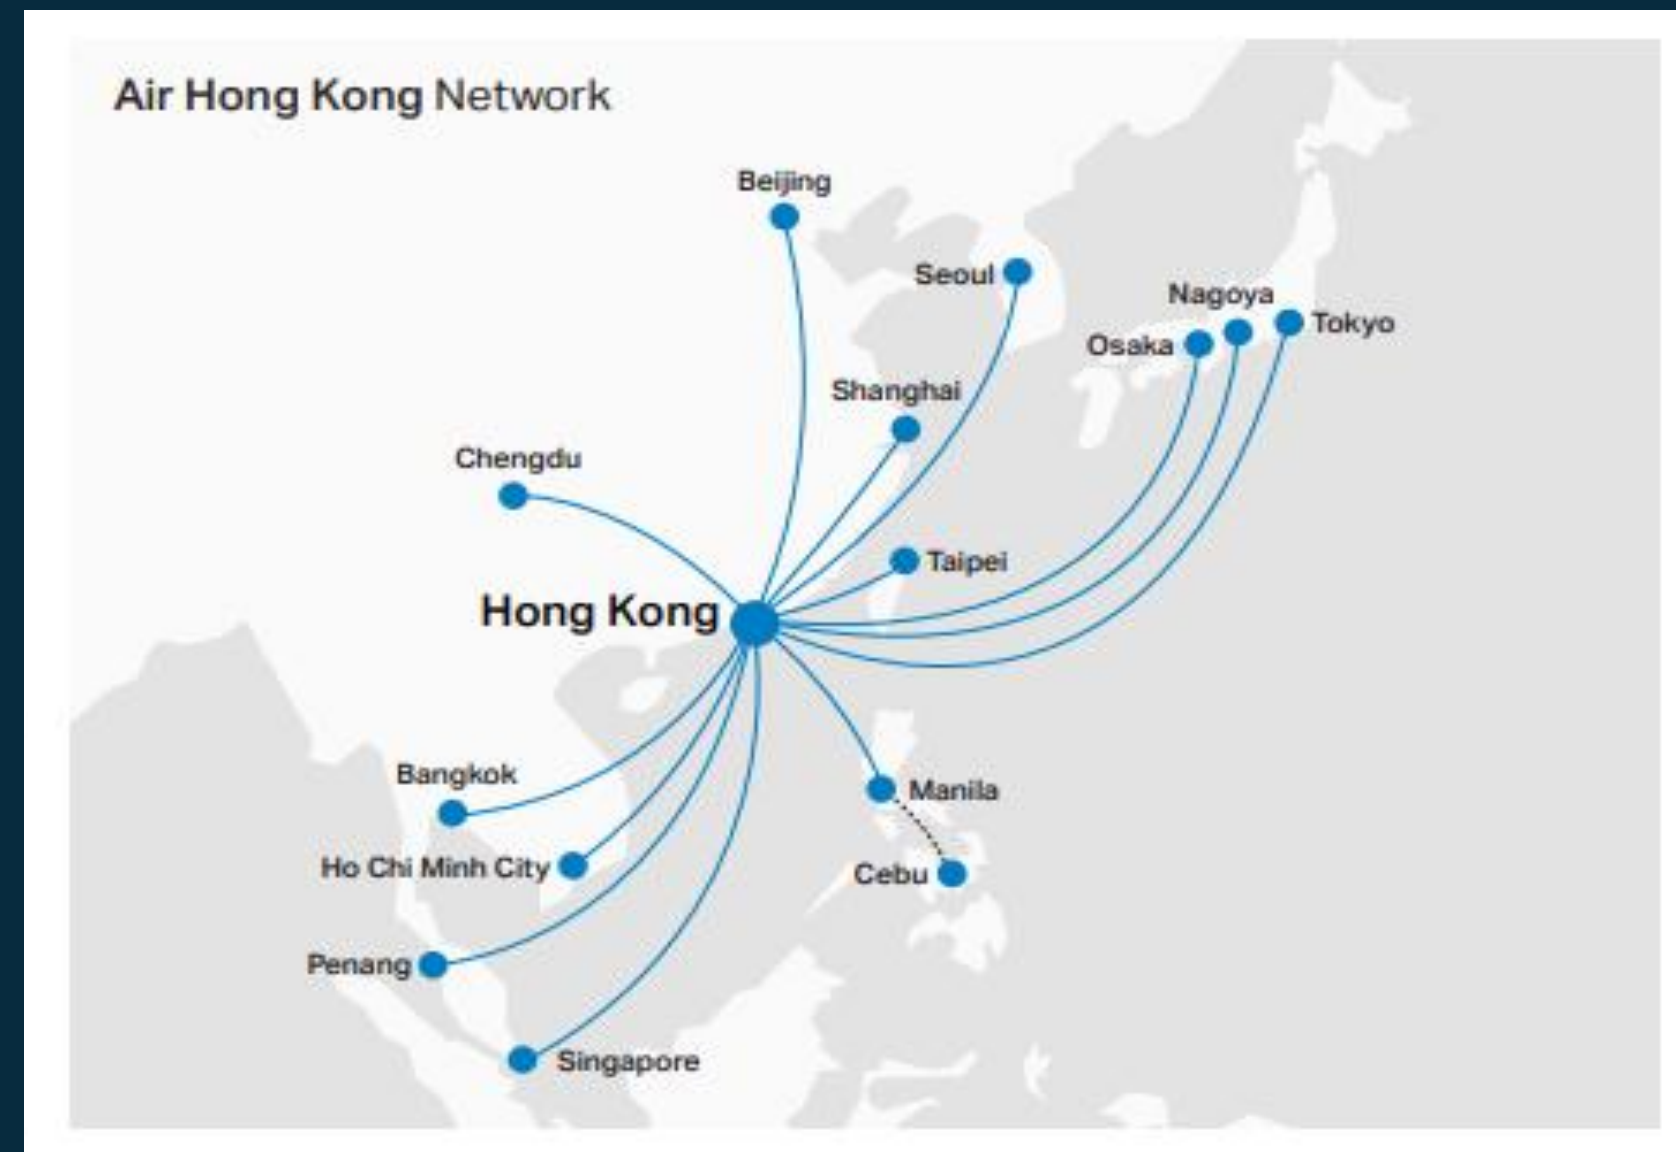 Air Hong Kong Network
Beijing
Seoul
Nagoya
Tokyo
Osaka
Shanghai
Chengdu
Taipei
Hong Kong
Bangkok
Manila
Ho Chi Minh City
Cebu
Penang
Singapore